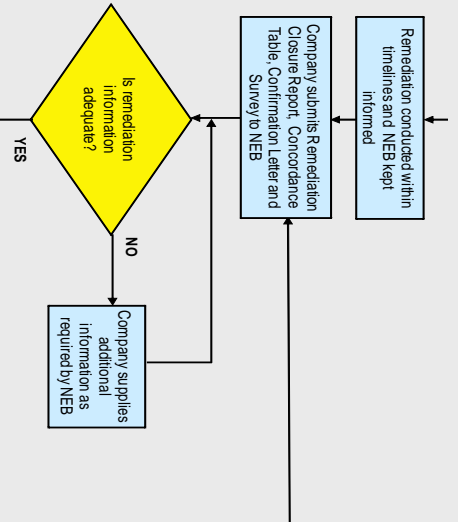 Remediation conducted within
timelines and NEB kept
informed
Company submits Remediation
Closure Report, Concordance
Table, Confirmation Letter and
Survey to NEB
Is remediation
information
adequate?
YES
NO
Company supplies
additional
information as
required by NEB